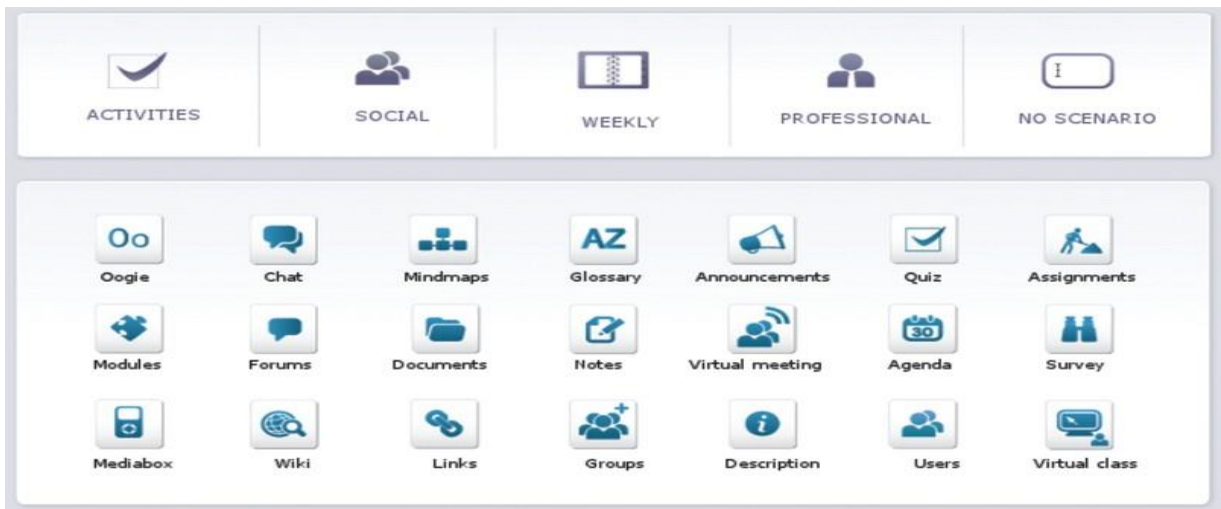 ACTIVITIES SOCIAL WEEKLY PROFESSIONAL NO SCENARIO
Oo AZ
Oogie Chat Mindmaps Glossary Announcements Quiz Assignments
30
Modules Forums Documents Notes Virtual meeting Agenda Survey
Mediabox Wiki Links Groups Description Users Virtual class